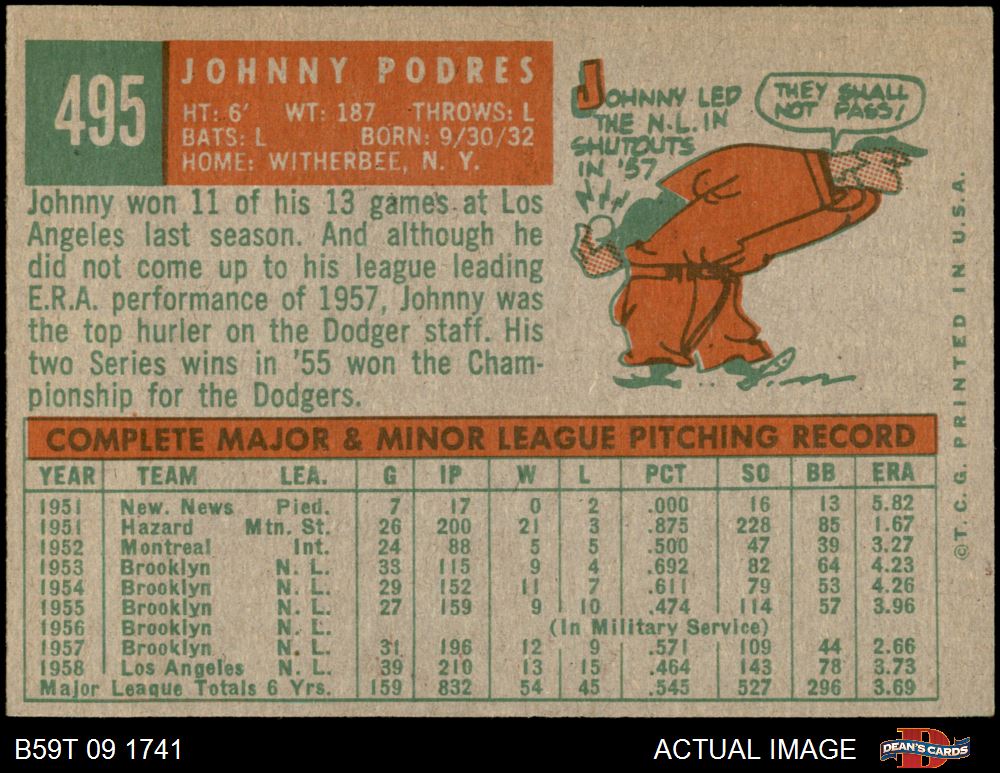 495
JOHNNY PODRES
HT: 6' WT: 187 THROWS: L
BATS: L BORN: 9/30/32
HOME: WITHERBEE, N. Y.
JOHNNY LED
THE N.L. IN
SHUTOUTS
IN '57
THEY SHALL
NOT PASS!
Johnny won 11 of his 13 games at Los
Angeles last season. And although he
did not come up to his league leading
E.R.A. performance of 1957, Johnny was
the top hurler on the Dodger staff. His
two Series wins in '55 won the Cham-
pionship for the Dodgers.
COMPLETE MAJOR & MINOR LEAGUE PITCHING RECORD
YEAR TEAM LEA. G IP W L PCT SO BB ERA
1951 New. News Pied. 7 17 0 2 .000 16 13 5.82
1951 Hazard Mtn. St. 26 200 21 3 .875 228 85 1.67
1952 Montreal Int. 24 88 5 5 .500 47 39 3.27
1953 Brooklyn N. L. 33 115 9 4 .692 82 64 4.23
1954 Brooklyn N. L. 29 152 11 7 .611 79 53 4.26
1955 Brooklyn N. L. 27 159 9 10 .474 114 57 3.96
1956 Brooklyn N. L. (In Military Service)
1957 Brooklyn N. L. 31 196 12 9 .571 109 44 2.66
1958 Los Angeles N. L. 39 210 13 15 .464 143 78 3.73
Major League Totals 6 Yrs. 159 832 54 45 .545 527 296 3.69
© T. C. G. PRINTED IN U.S.A.
B59T 09 1741
ACTUAL IMAGE
DEAN'S CARDS